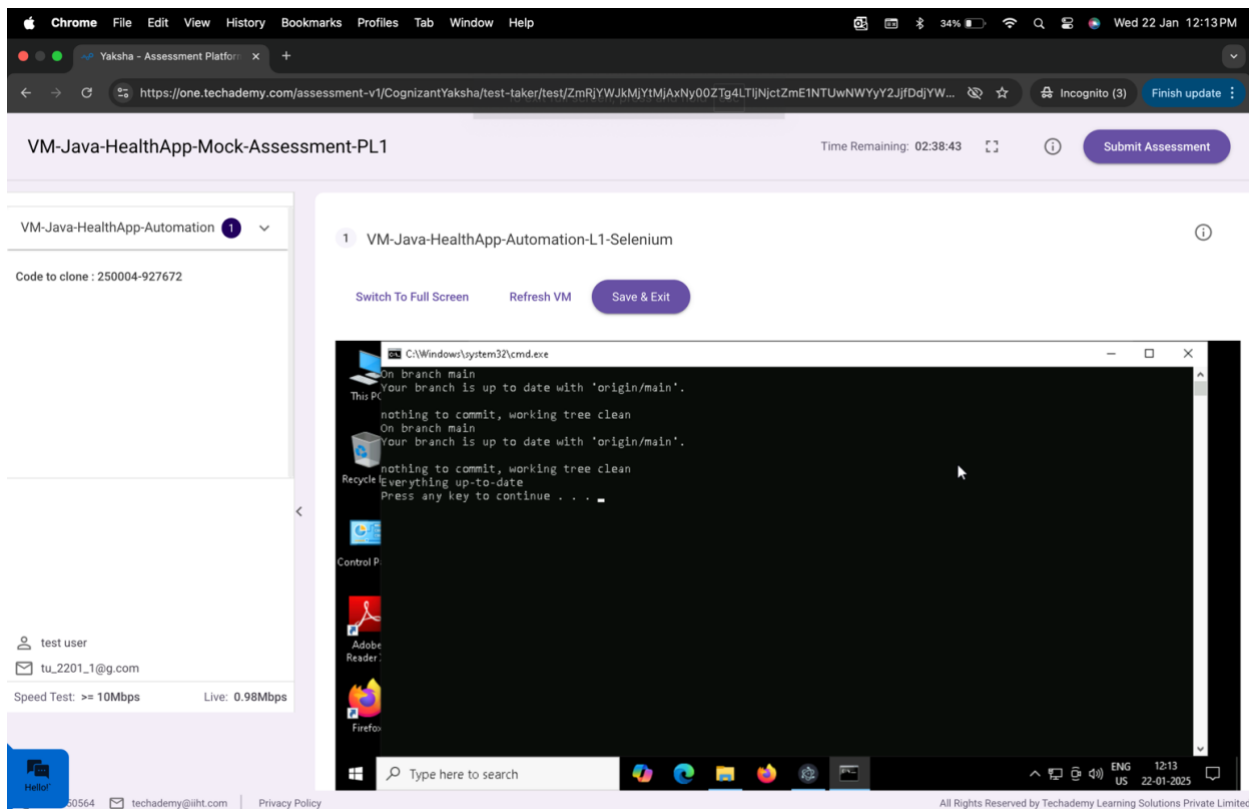 Chrome File Edit View History Bookmarks Profiles Tab Window Help 34% Wed 22 Jan 12:13 PM
Yaksha - Assessment Platform
https://one.techademy.com/assessment-v1/CognizantYaksha/test-taker/test/ZmRjYWJkMjYtMjAxNy00ZTg4LTljNjctZmE1NTUwNWYyY2JjfDdjYW... Incognito (3) Finish update
VM-Java-HealthApp-Mock-Assessment-PL1 Time Remaining: 02:38:43 Submit Assessment
VM-Java-HealthApp-Automation 1
1 VM-Java-HealthApp-Automation-L1-Selenium
Code to clone : 250004-927672
Switch To Full Screen Refresh VM Save & Exit
C:\Windows\system32\cmd.exe
On branch main
Your branch is up to date with 'origin/main'.
nothing to commit, working tree clean
On branch main
Your branch is up to date with 'origin/main'.
nothing to commit, working tree clean
Everything up-to-date
Press any key to continue . . .
This PC
Recycle
Control P
Adobe
Reader
Firefox
test user
tu_2201_1@g.com
Speed Test: >= 10Mbps Live: 0.98Mbps
Type here to search
ENG 12:13
US 22-01-2025
Hello!
50564 techademy@iiht.com Privacy Policy All Rights Reserved by Techademy Learning Solutions Private Limited